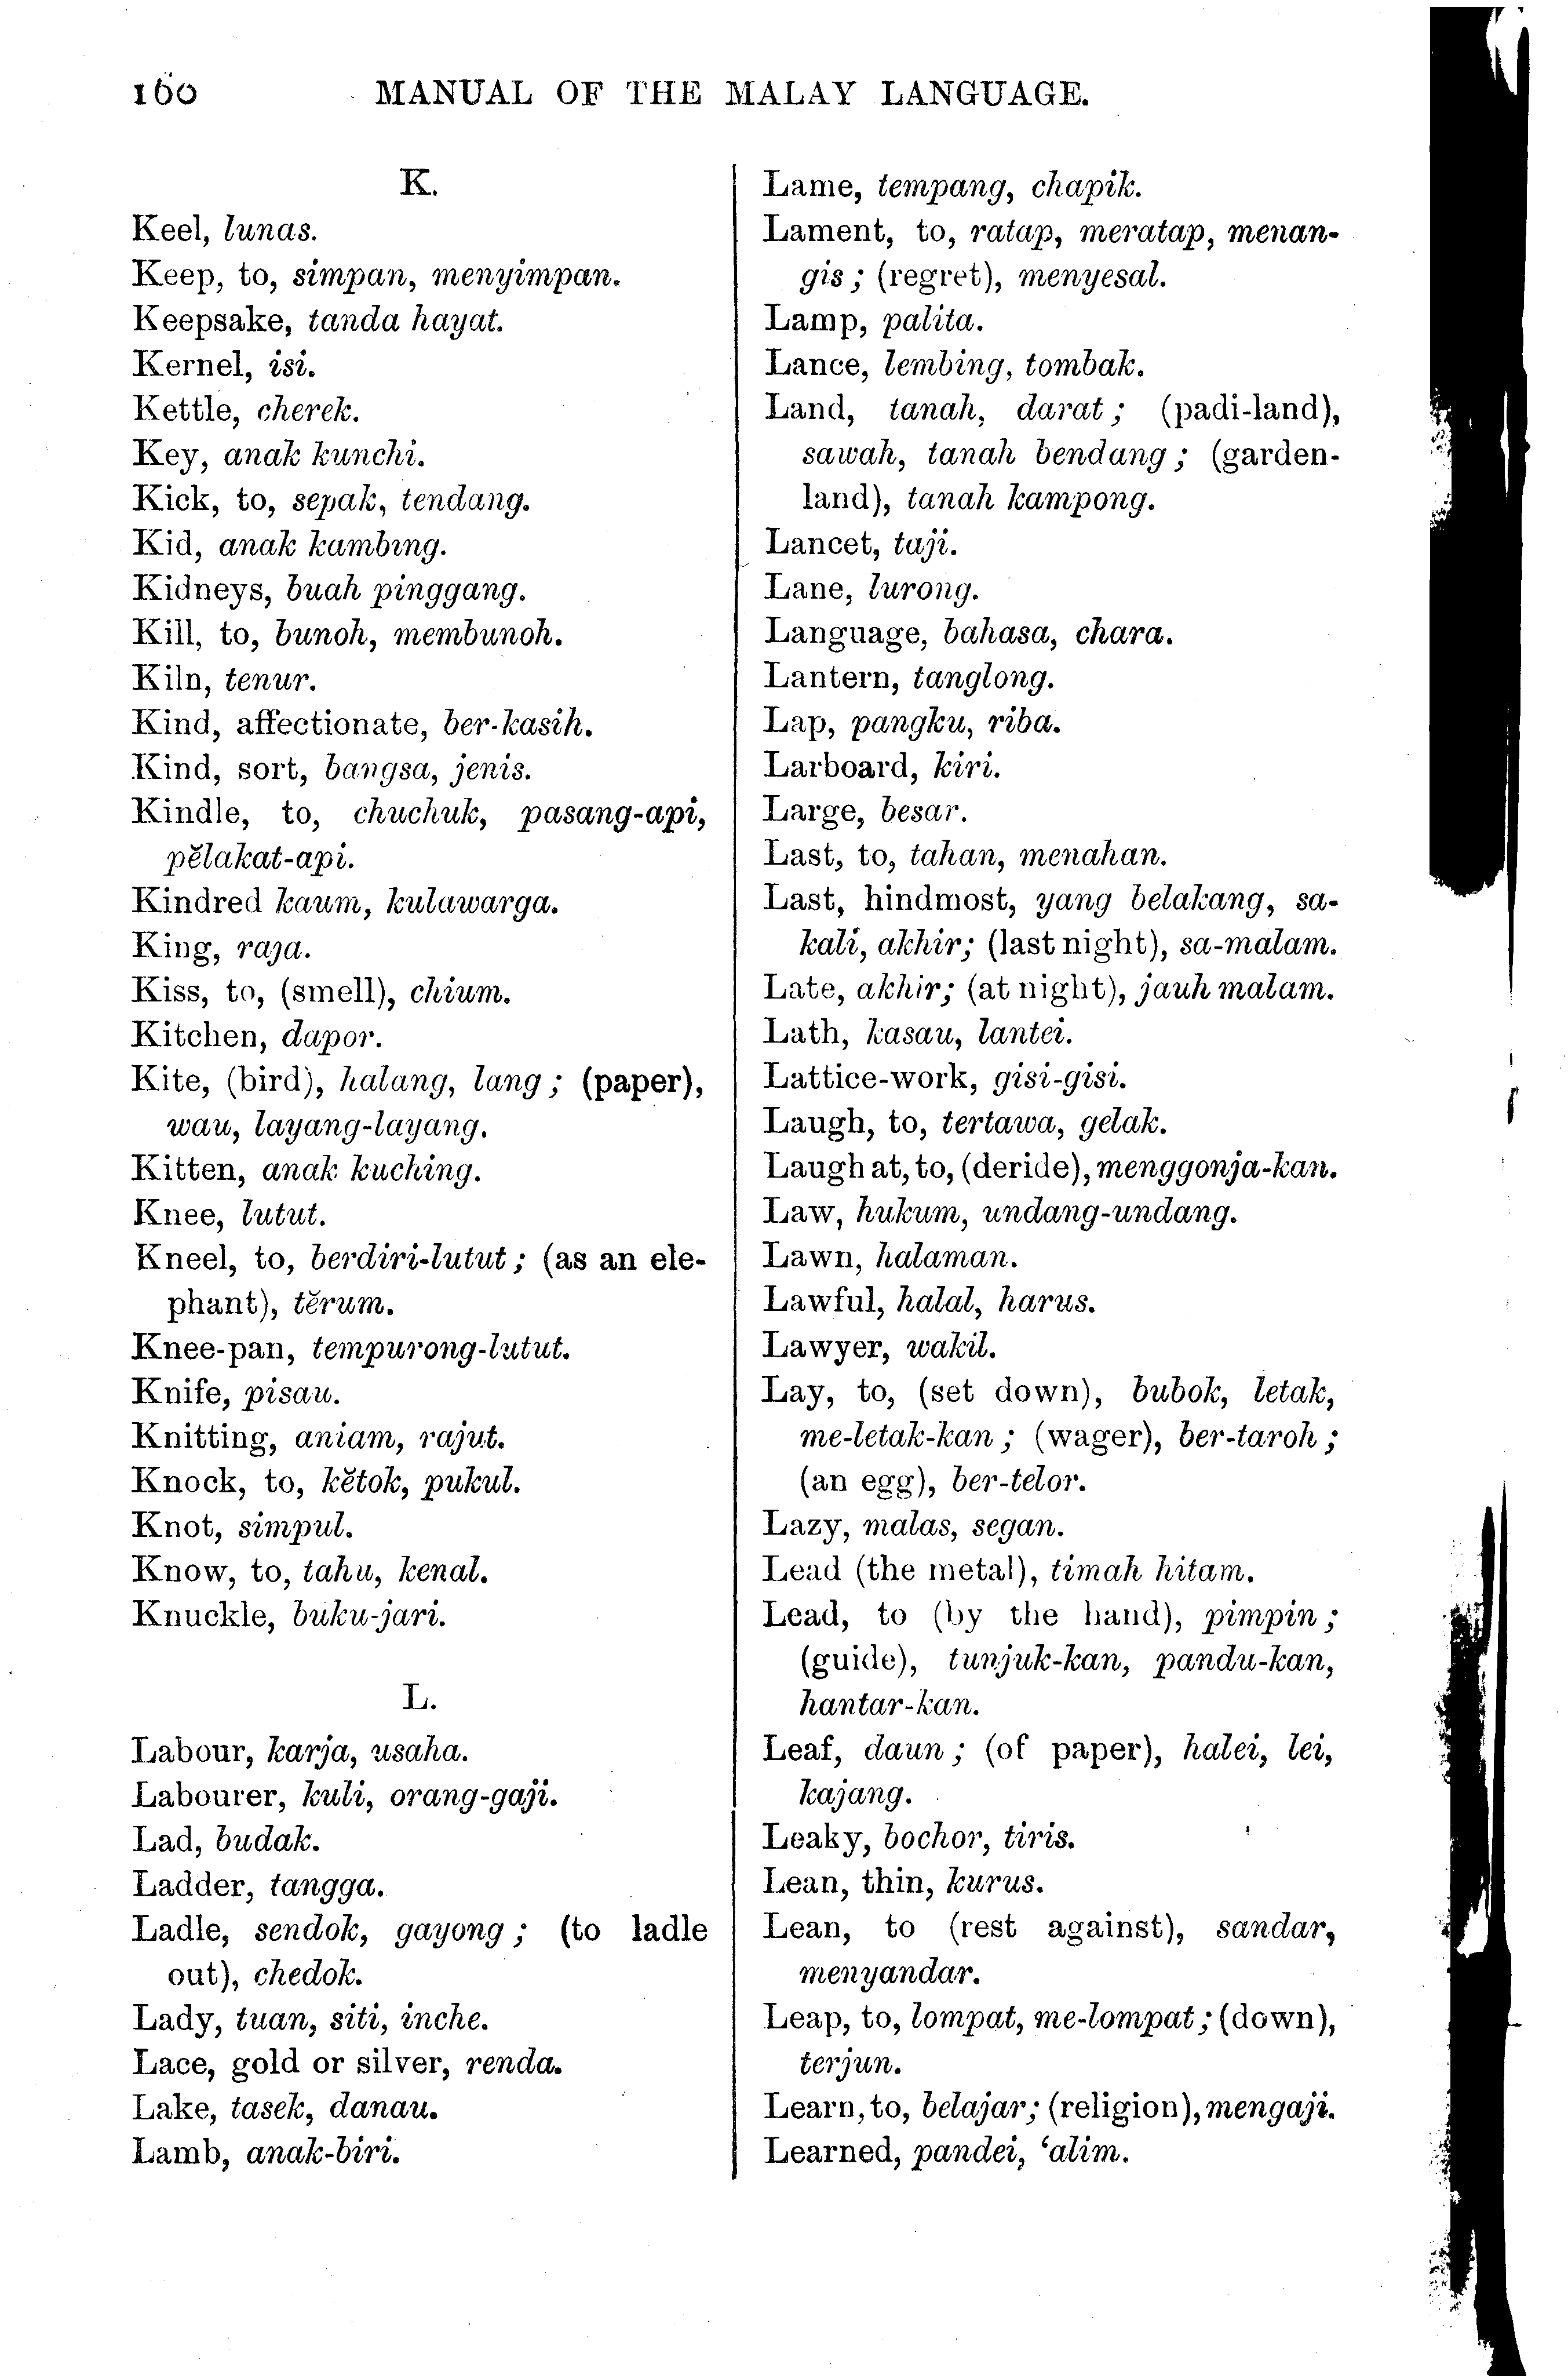 160 MANUAL OF THE MALAY LANGUAGE.
K.
Keel, lunas.
Keep, to, simpan, menyimpan.
Keepsake, tanda hayat.
Kernel, isi.
Kettle, cherek.
Key, anak kunchi.
Kick, to, sepak, tendang.
Kid, anak kambing.
Kidneys, buah pinggang.
Kill, to, bunoh, membunoh.
Kiln, tenur.
Kind, affectionate, ber-kasih.
Kind, sort, bangsa, jenis.
Kindle, to, chuchuk, pasang-api,
pĕlakat-api.
Kindred kaum, kulawarga.
King, raja.
Kiss, to, (smell), chium.
Kitchen, dapor.
Kite, (bird), halang, lang; (paper),
wau, layang-layang.
Kitten, anak kuching.
Knee, lutut.
Kneel, to, berdiri-lutut; (as an ele-
phant), tĕrum.
Knee-pan, tempurong-lutut.
Knife, pisau.
Knitting, aniam, rajut.
Knock, to, kĕtok, pukul.
Knot, simpul.
Know, to, tahu, kenal.
Knuckle, buku-jari.
L.
Labour, karja, usaha.
Labourer, kuli, orang-gaji.
Lad, budak.
Ladder, tangga.
Ladle, sendok, gayong; (to ladle
out), chedok.
Lady, tuan, siti, inche.
Lace, gold or silver, renda.
Lake, tasek, danau.
Lamb, anak-biri.
Lame, tempang, chapik.
Lament, to, ratap, meratap, menan-
gis; (regret), menyesal.
Lamp, palita.
Lance, lembing, tombak.
Land, tanah, darat; (padi-land),
sawah, tanah bendang; (garden-
land), tanah kampong.
Lancet, taji.
Lane, lurong.
Language, bahasa, chara.
Lantern, tanglong.
Lap, pangku, riba.
Larboard, kiri.
Large, besar.
Last, to, tahan, menahan.
Last, hindmost, yang belakang, sa-
kali, akhir; (last night), sa-malam.
Late, akhir; (at night), jauh malam.
Lath, kasau, lantei.
Lattice-work, gisi-gisi.
Laugh, to, tertawa, gelak.
Laugh at, to, (deride), menggonja-kan.
Law, hukum, undang-undang.
Lawn, halaman.
Lawful, halal, harus.
Lawyer, wakil.
Lay, to, (set down), bubok, letak,
me-letak-kan; (wager), ber-taroh;
(an egg), ber-telor.
Lazy, malas, segan.
Lead (the metal), timah hitam.
Lead, to (by the hand), pimpin;
(guide), tunjuk-kan, pandu-kan,
hantar-kan.
Leaf, daun; (of paper), halei, lei,
kajang.
Leaky, bochor, tiris.
Lean, thin, kurus.
Lean, to (rest against), sandar,
menyandar.
Leap, to, lompat, me-lompat; (down),
terjun.
Learn, to, belajar; (religion), mengaji.
Learned, pandei, ‘alim.